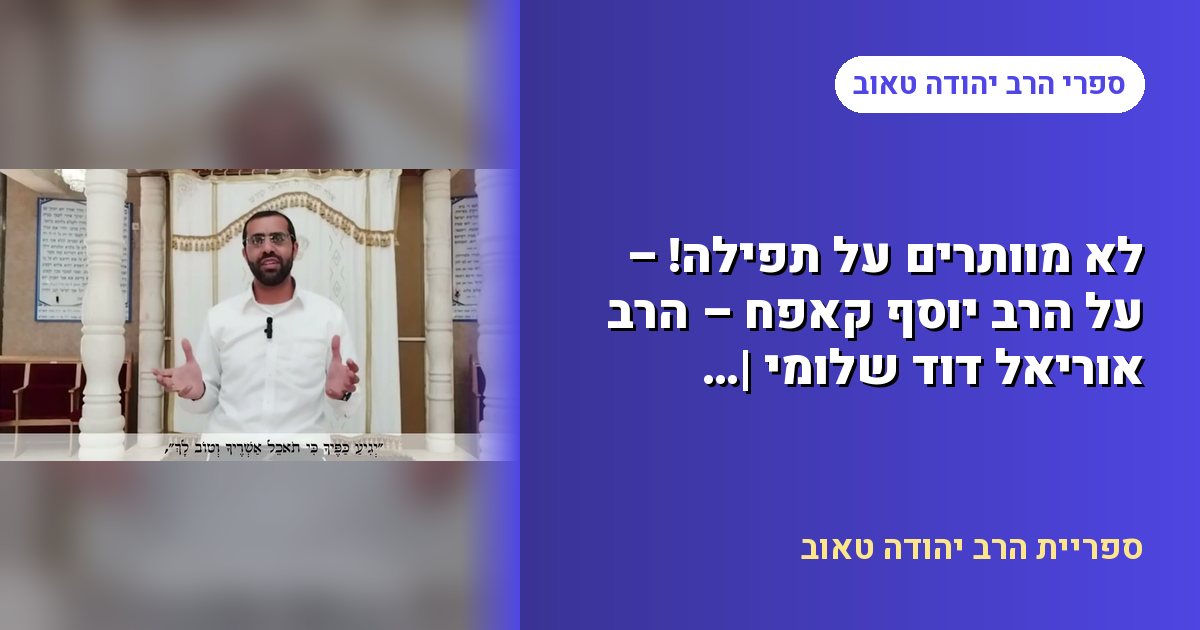 ספרי הרב יהודה טאוב
לא מוותרים על תפילה! –
על הרב יוסף קאפח – הרב
אוריאל דוד שלומי |...
ספריית הרב יהודה טאוב
"יְגִיעַ כַּפֶּיךָ כִּי תֹאכֵל אַשְׁרֶיךָ וְטוֹב לָךְ",